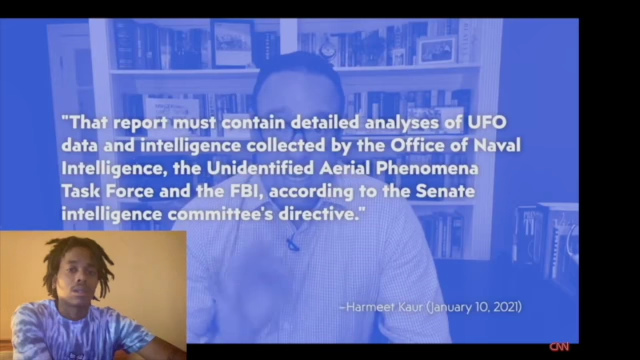 "That report must contain detailed analyses of UFO
data and intelligence collected by the Office of Naval
Intelligence, the Unidentified Aerial Phenomena
Task Force and the FBI, according to the Senate
intelligence committee's directive."
–Harmeet Kaur (January 10, 2021)
CNN